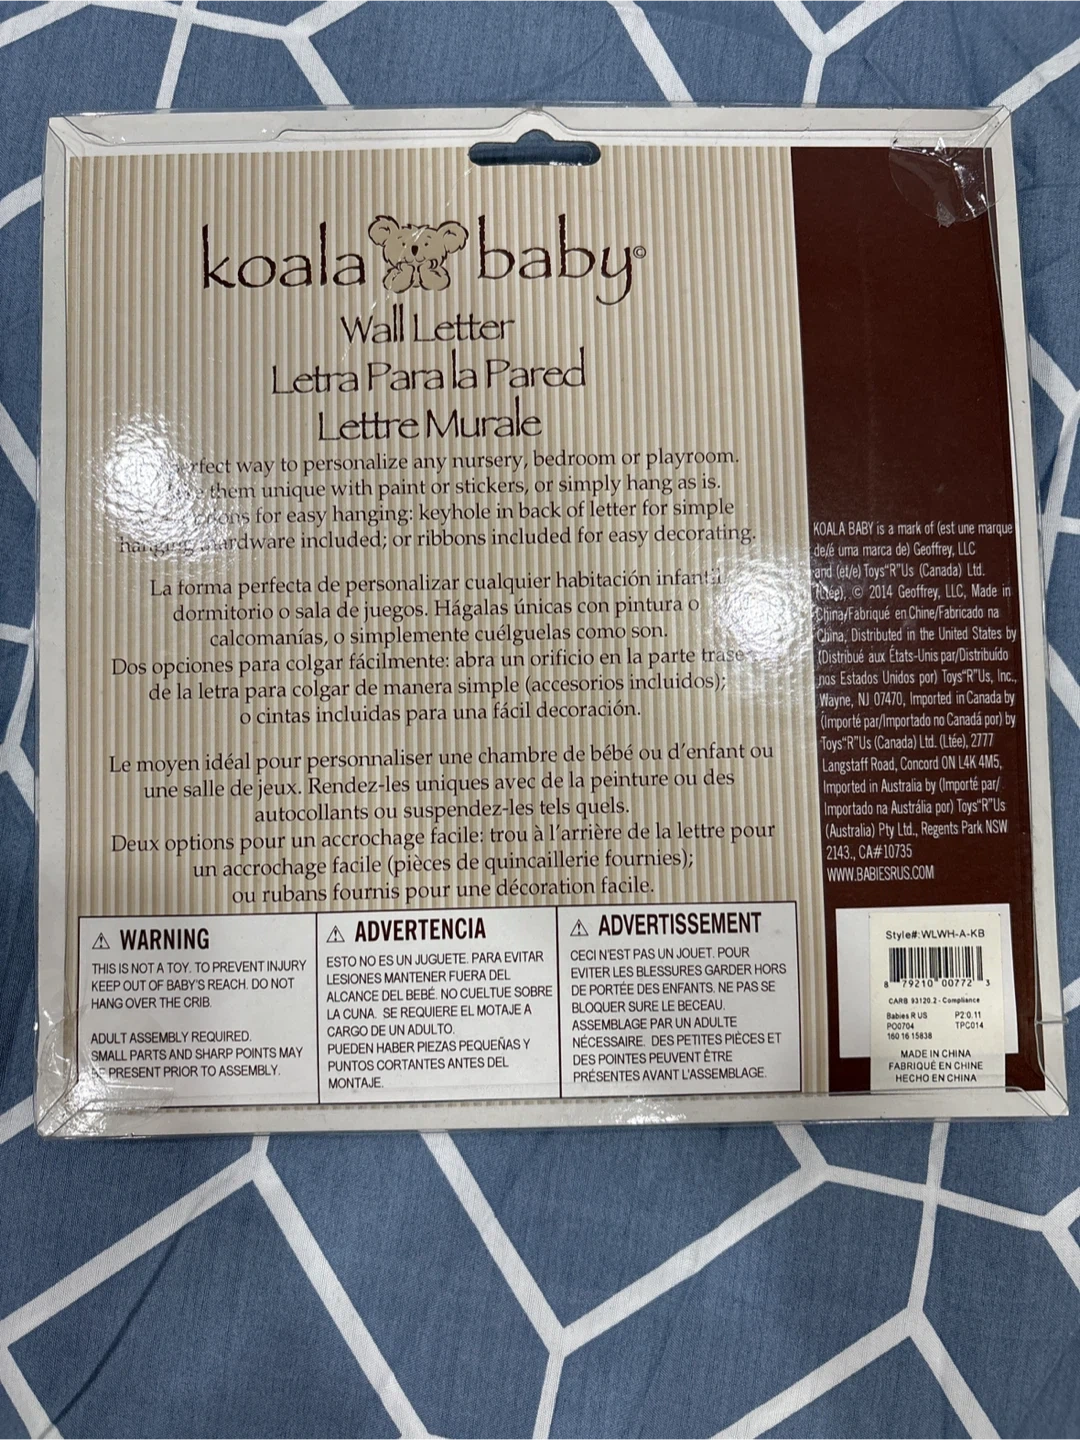 koala baby©
Wall Letter
Letra Para la Pared
Lettre Murale
way to personalize any nursery, bedroom or playroom.
them unique with paint or stickers, or simply hang as is.
for easy hanging: keyhole in back of letter for simple
hardware included; or ribbons included for easy decorating.
La forma perfecta de personalizar cualquier habitación
dormitorio o sala de juegos. Hágalas únicas con pintura o
calcomanías, o simplemente cuélguelas como son.
Dos opciones para colgar fácilmente: abra un orificio en la parte
de la letra para colgar de manera simple (accesorios incluidos);
o cintas incluidas para una fácil decoración.
Le moyen idéal pour personnaliser une chambre de bébé ou d'enfant ou
une salle de jeux. Rendez-les uniques avec de la peinture ou des
autocollants ou suspendez-les tels quels.
Deux options pour un accrochage facile: trou à l'arrière de la lettre pour
un accrochage facile (pièces de quincaillerie fournies);
ou rubans fournis pour une décoration facile.
⚠ WARNING
THIS IS NOT A TOY. TO PREVENT INJURY
KEEP OUT OF BABY'S REACH. DO NOT
HANG OVER THE CRIB.
ADULT ASSEMBLY REQUIRED.
SMALL PARTS AND SHARP POINTS MAY
BE PRESENT PRIOR TO ASSEMBLY.
⚠ ADVERTENCIA
ESTO NO ES UN JUGUETE. PARA EVITAR
LESIONES MANTENER FUERA DEL
ALCANCE DEL BEBÉ. NO CUELTUE SOBRE
LA CUNA. SE REQUIERE EL MOTAJE A
CARGO DE UN ADULTO.
PUEDEN HABER PIEZAS PEQUEÑAS Y
PUNTOS CORTANTES ANTES DEL
MONTAJE.
⚠ ADVERTISSEMENT
CECI N'EST PAS UN JOUET. POUR
EVITER LES BLESSURES GARDER HORS
DE PORTÉE DES ENFANTS. NE PAS SE
BLOQUER SURE LE BECEAU.
ASSEMBLAGE PAR UN ADULTE
NÉCESSAIRE. DES PETITES PIÈCES ET
DES POINTES PEUVENT ÊTRE
PRÉSENTES AVANT L'ASSEMBLAGE.
KOALA BABY is a mark of (est une marque
de/é uma marca de) Geoffrey, LLC
and (et/e) Toys"R"Us (Canada) Ltd.
(Ltée). © 2014 Geoffrey, LLC, Made in
China/Fabriqué en Chine/Fabricado na
China, Distributed in the United States by
(Distribué aux États-Unis par/Distribuído
nos Estados Unidos por) Toys"R"Us, Inc.,
Wayne, NJ 07470, Imported in Canada by
(Importé par/Importado no Canadá por) by
Toys"R"Us (Canada) Ltd. (Ltée), 2777
Langstaff Road, Concord ON L4K 4M5,
Imported in Australia by (Importé par/
Importado na Austrália por) Toys"R"Us
(Australia) Pty Ltd., Regents Park NSW
2143., CA#10735
WWW.BABIESRUS.COM
Style#: WLWH-A-KB
8 79210 00772 3
CARB 93120.2 - Compliance
Babies R US P2 0.11
PO0704 TPC014
160 16 15838
MADE IN CHINA
FABRIQUÉ EN CHINE
HECHO EN CHINA